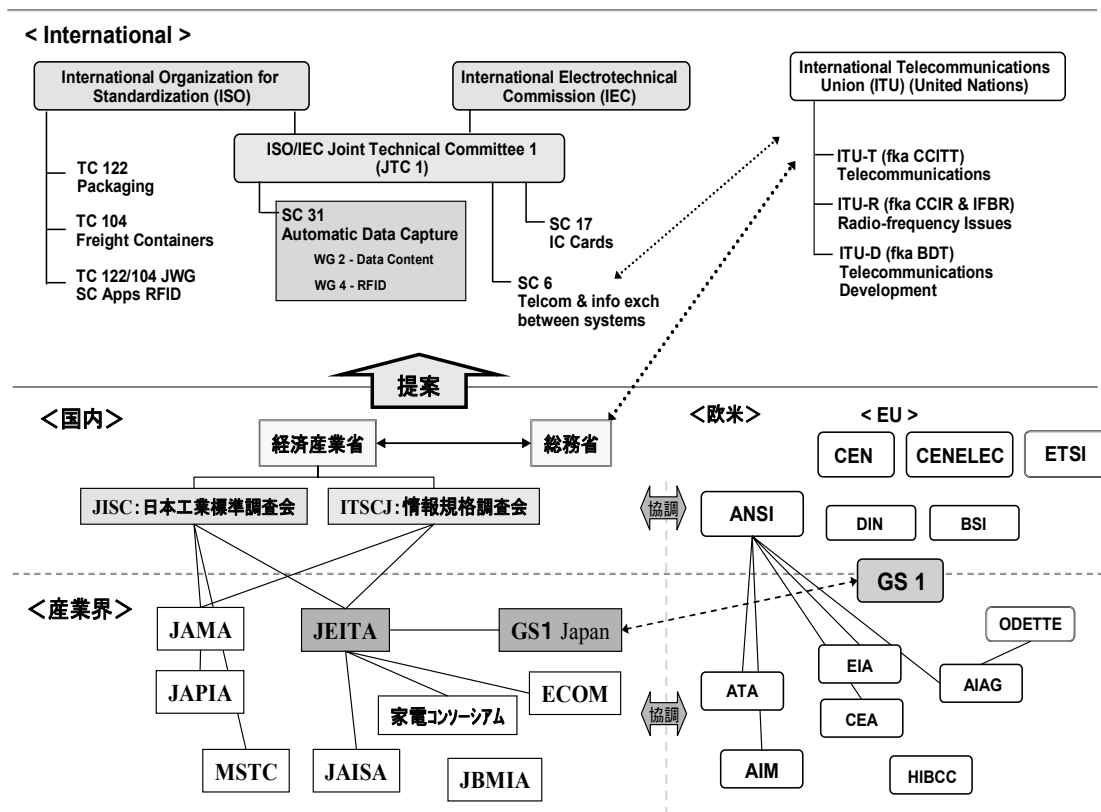 < International >
International Organization for
Standardization (ISO)
International Electrotechnical
Commission (IEC)
International Telecommunications
Union (ITU) (United Nations)
ISO/IEC Joint Technical Committee 1
(JTC 1)
TC 122
Packaging
TC 104
Freight Containers
TC 122/104 JWG
SC Apps RFID
SC 31
Automatic Data Capture
WG 2 - Data Content
WG 4 - RFID
SC 17
IC Cards
SC 6
Telcom & info exch
between systems
ITU-T (fka CCITT)
Telecommunications
ITU-R (fka CCIR & IFBR)
Radio-frequency Issues
ITU-D (fka BDT)
Telecommunications
Development
提案
＜国内＞
経済産業省
総務省
JISC：日本工業標準調査会
ITSCJ：情報規格調査会
協調
＜欧米＞
< EU >
CEN
CENELEC
ETSI
ANSI
DIN
BSI
GS 1
＜産業界＞
JAMA
JEITA
GS1 Japan
JAPIA
家電コンソーシアム
ECOM
MSTC
JAISA
JBMIA
協調
ODETTE
EIA
ATA
AIAG
CEA
AIM
HIBCC